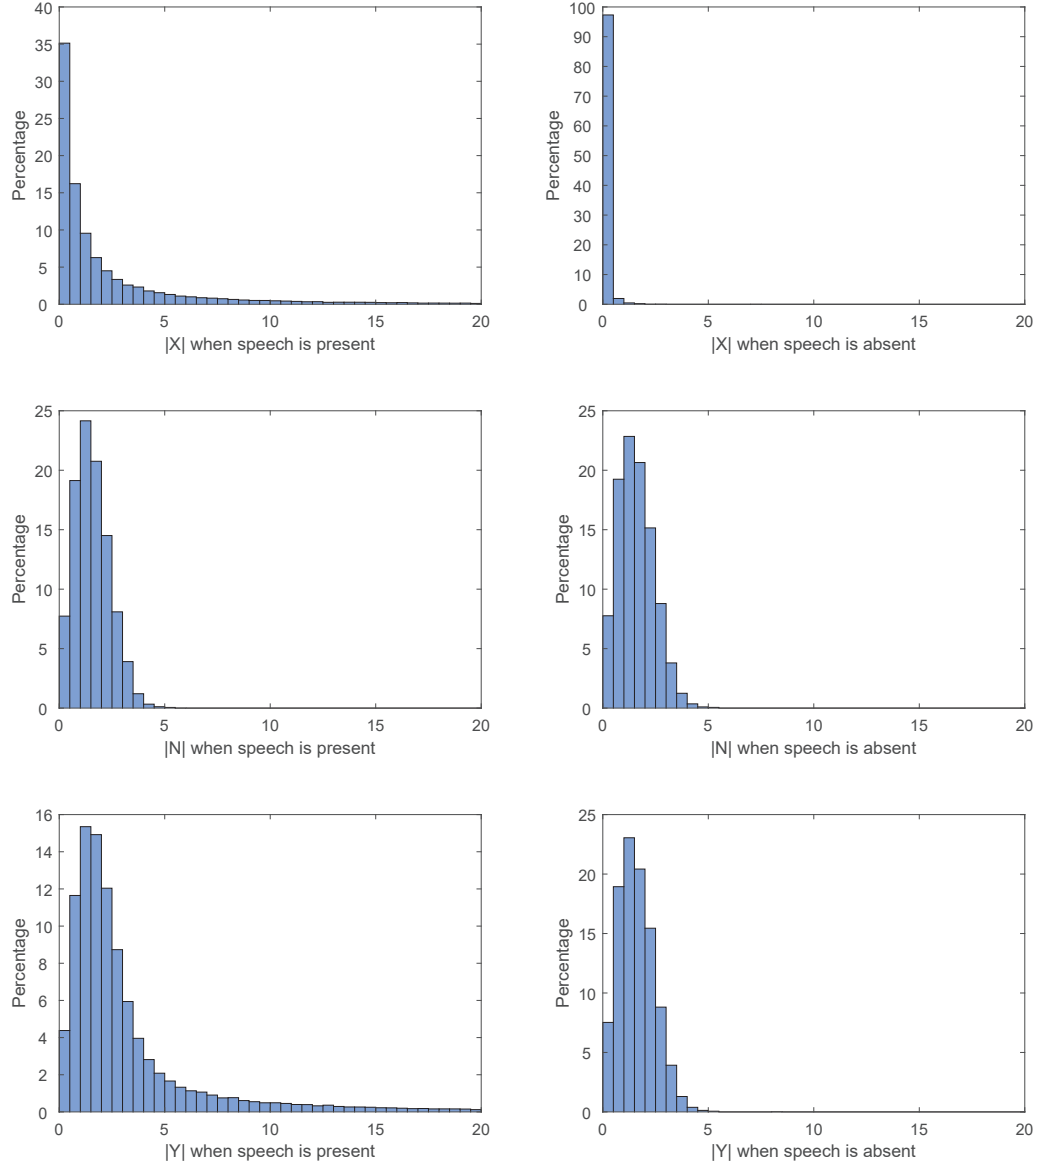 40
35
30
25
20
15
10
5
0
Percentage
0 5 10 15 20
|X| when speech is present
100
90
80
70
60
50
40
30
20
10
0
Percentage
0 5 10 15 20
|X| when speech is absent
25
20
15
10
5
0
Percentage
0 5 10 15 20
|N| when speech is present
25
20
15
10
5
0
Percentage
0 5 10 15 20
|N| when speech is absent
16
14
12
10
8
6
4
2
0
Percentage
0 5 10 15 20
|Y| when speech is present
25
20
15
10
5
0
Percentage
0 5 10 15 20
|Y| when speech is absent